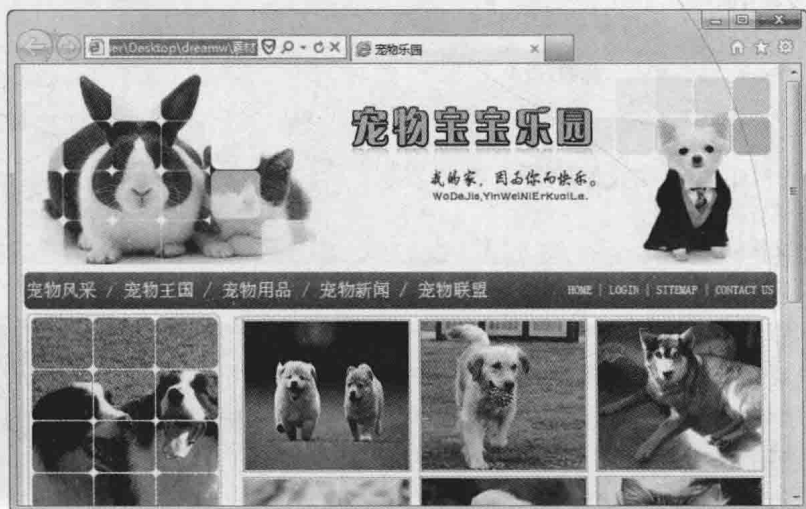 er\Desktop\dreamw\素材
宠物乐园
宠物宝宝乐园
我的家，因为你而快乐。
WoDeJia,YinWeiNiErKuaiLe.
宠物风采 / 宠物王国 / 宠物用品 / 宠物新闻 / 宠物联盟
HOME | LOGIN | SITEMAP | CONTACT US